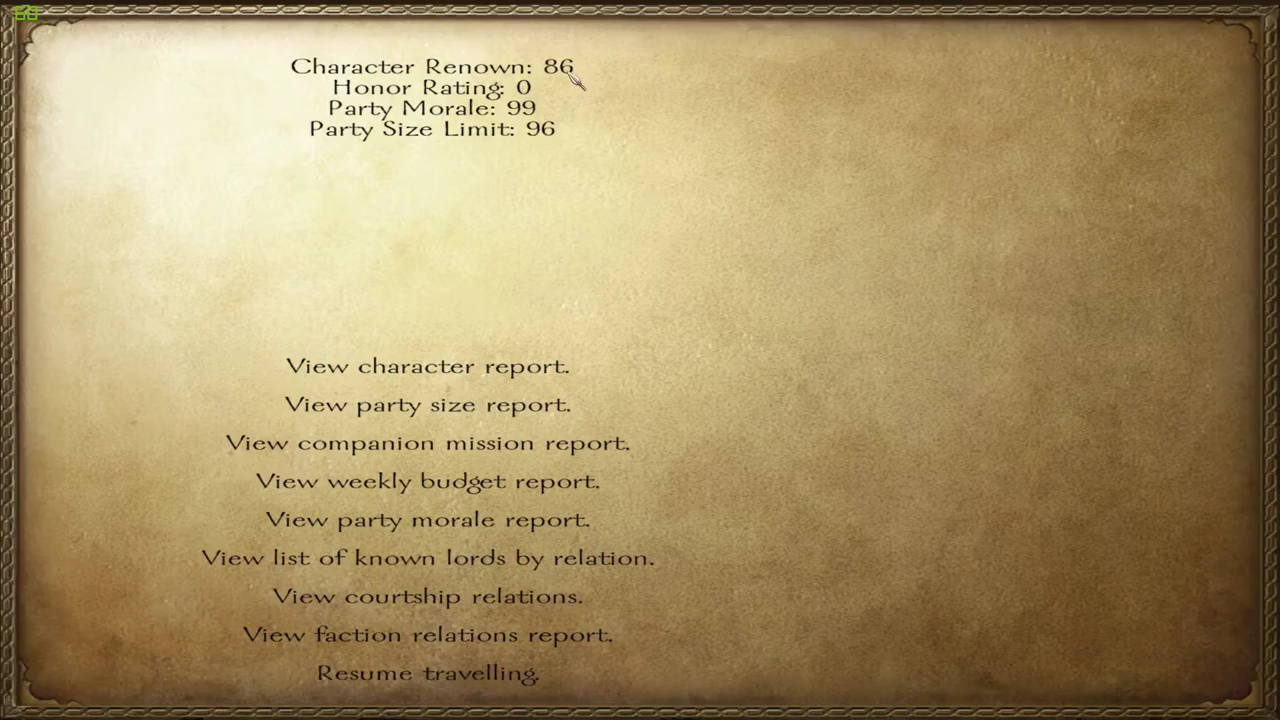 60
Character Renown: 86
Honor Rating: 0
Party Morale: 99
Party Size Limit: 96
View character report.
View party size report.
View companion mission report.
View weekly budget report.
View party morale report.
View list of known lords by relation.
View courtship relations.
View faction relations report.
Resume travelling.